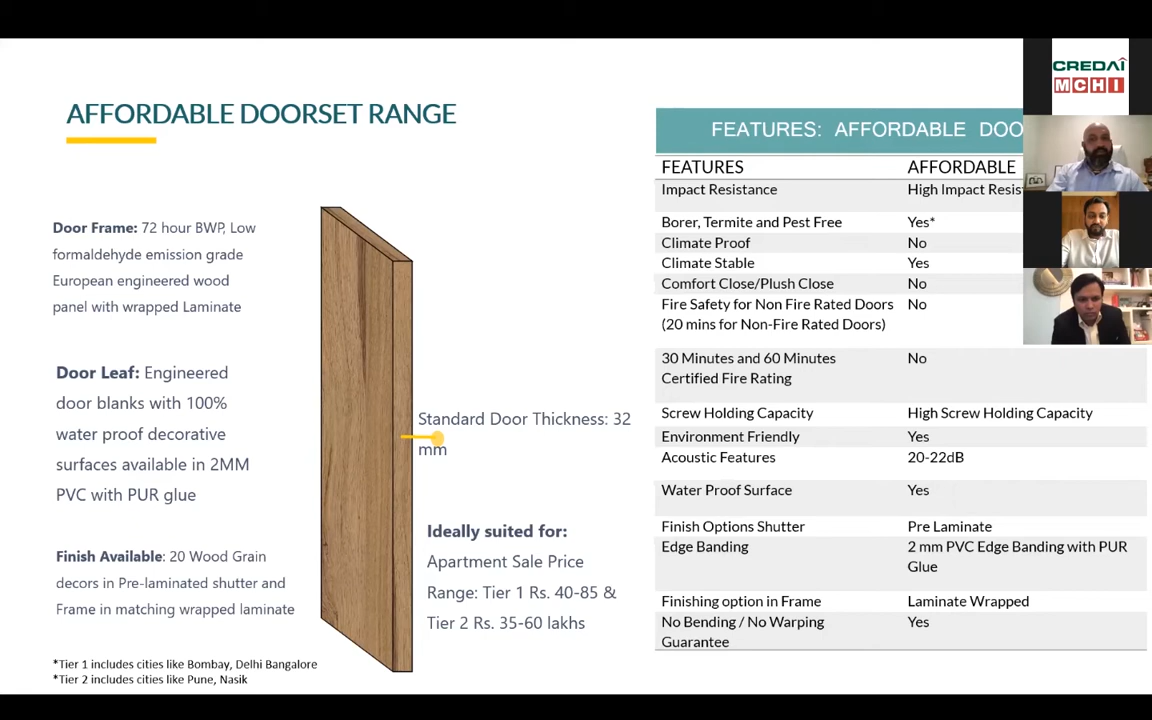 AFFORDABLE DOORSET RANGE
Door Frame: 72 hour BWP, Low
formaldehyde emission grade
European engineered wood
panel with wrapped Laminate
Door Leaf: Engineered
door blanks with 100%
water proof decorative
surfaces available in 2MM
PVC with PUR glue
Finish Available: 20 Wood Grain
decors in Pre-laminated shutter and
Frame in matching wrapped laminate
*Tier 1 includes cities like Bombay, Delhi Bangalore
*Tier 2 includes cities like Pune, Nasik
Standard Door Thickness: 32
mm
Ideally suited for:
Apartment Sale Price
Range: Tier 1 Rs. 40-85 &
Tier 2 Rs. 35-60 lakhs
FEATURES: AFFORDABLE DOO
FEATURES AFFORDABLE
Impact Resistance High Impact Resis
Borer, Termite and Pest Free Yes*
Climate Proof No
Climate Stable Yes
Comfort Close/Plush Close No
Fire Safety for Non Fire Rated Doors No
(20 mins for Non-Fire Rated Doors)
30 Minutes and 60 Minutes No
Certified Fire Rating
Screw Holding Capacity High Screw Holding Capacity
Environment Friendly Yes
Acoustic Features 20-22dB
Water Proof Surface Yes
Finish Options Shutter Pre Laminate
Edge Banding 2 mm PVC Edge Banding with PUR
Glue
Finishing option in Frame Laminate Wrapped
No Bending / No Warping Yes
Guarantee
CREDAI
MCHI